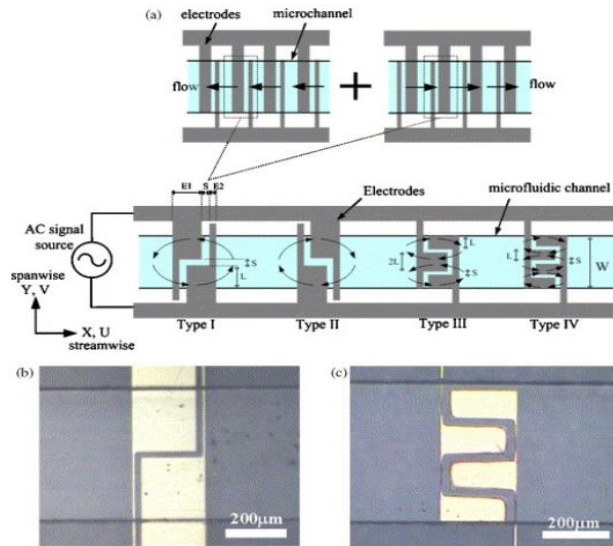 (a)
electrodes
microchannel
flow
flow
E1 S E2
Electrodes
microfluidic channel
AC signal
source
L
S
L
2L
S
L
S
W
spanwise
Y, V
X, U
streamwise
Type I
Type II
Type III
Type IV
(b)
(c)
200μm
200μm